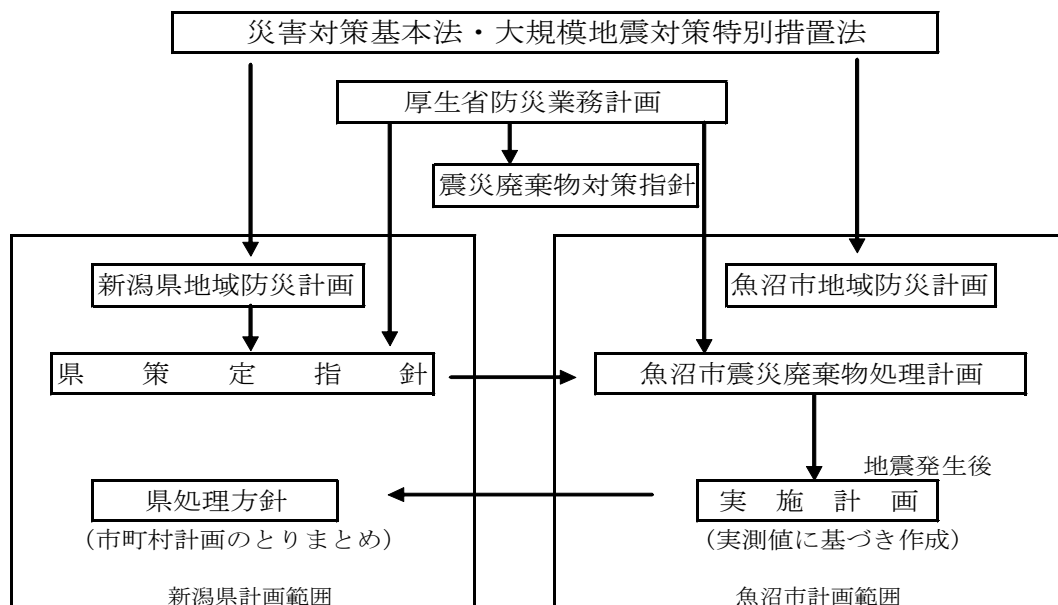 災害対策基本法・大規模地震対策特別措置法
厚生省防災業務計画
震災廃棄物対策指針
新潟県地域防災計画
魚沼市地域防災計画
県策定指針
魚沼市震災廃棄物処理計画
地震発生後
県処理方針
実施計画
(市町村計画のとりまとめ)
(実測値に基づき作成)
新潟県計画範囲
魚沼市計画範囲